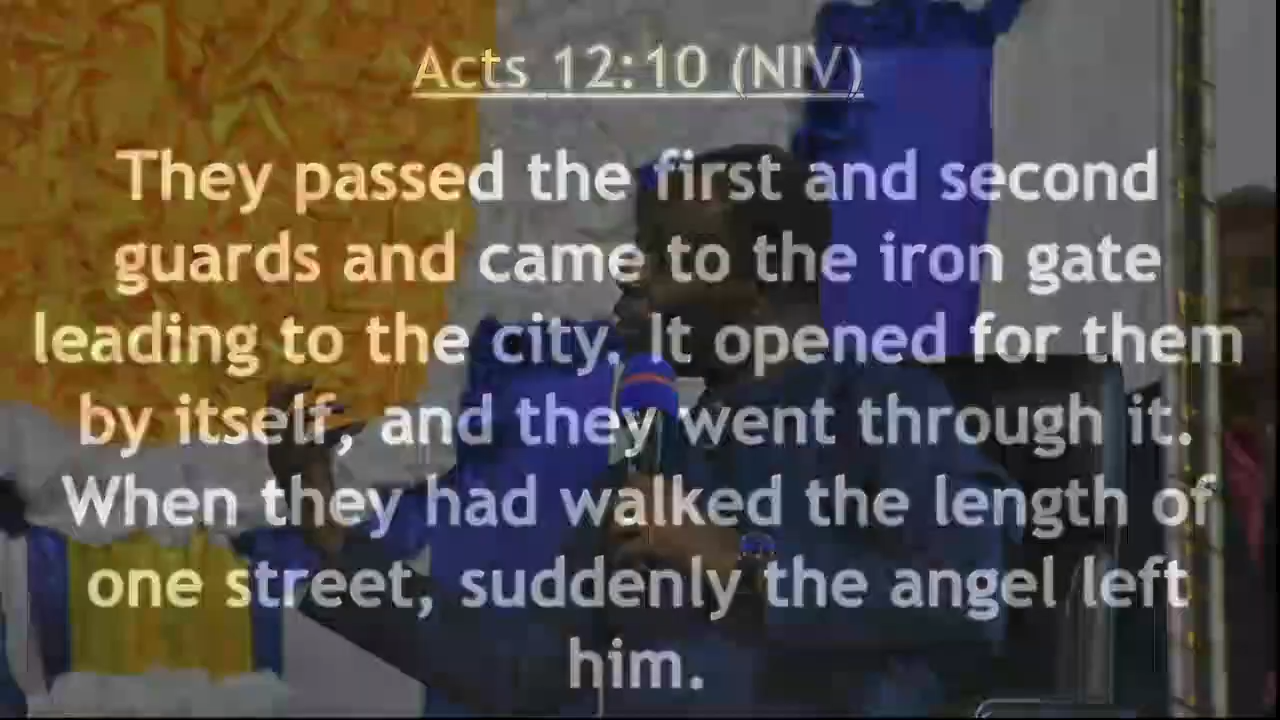 Acts 12:10 (NIV)
They passed the first and second
guards and came to the iron gate
leading to the city. It opened for them
by itself, and they went through it.
When they had walked the length of
one street, suddenly the angel left
him.